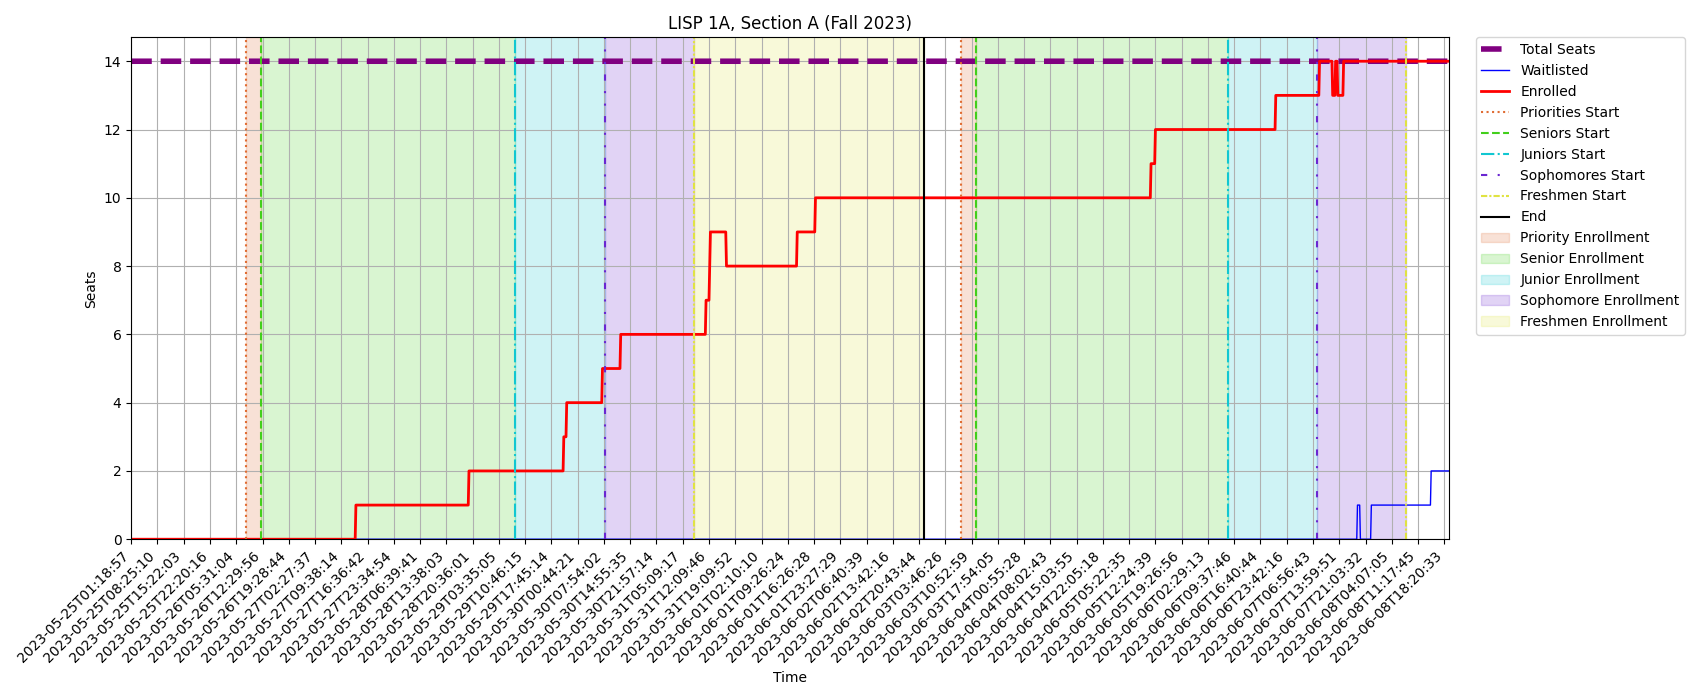 LISP 1A, Section A (Fall 2023)
Total Seats
Waitlisted
Enrolled
Priorities Start
Seniors Start
Juniors Start
Sophomores Start
Freshmen Start
End
Priority Enrollment
Senior Enrollment
Junior Enrollment
Sophomore Enrollment
Freshmen Enrollment
Seats
14
12
10
8
6
4
2
0
2023-05-25T01:18:57
2023-05-25T08:25:10
2023-05-25T15:22:03
2023-05-25T22:20:16
2023-05-26T05:31:04
2023-05-26T12:29:56
2023-05-26T19:28:44
2023-05-27T02:27:37
2023-05-27T09:38:14
2023-05-27T16:36:42
2023-05-27T23:34:54
2023-05-28T06:39:41
2023-05-28T13:38:03
2023-05-28T20:36:01
2023-05-29T03:35:05
2023-05-29T10:46:15
2023-05-29T17:45:14
2023-05-30T00:44:21
2023-05-30T07:54:02
2023-05-30T14:55:35
2023-05-30T21:57:14
2023-05-31T05:09:17
2023-05-31T12:09:46
2023-05-31T19:09:52
2023-06-01T02:10:10
2023-06-01T09:26:24
2023-06-01T16:26:28
2023-06-01T23:27:29
2023-06-02T06:40:39
2023-06-02T13:42:16
2023-06-02T20:43:44
2023-06-03T03:46:26
2023-06-03T10:52:59
2023-06-03T17:54:05
2023-06-04T00:55:28
2023-06-04T08:02:43
2023-06-04T15:03:55
2023-06-04T22:05:18
2023-06-05T05:22:35
2023-06-05T12:24:39
2023-06-05T19:26:56
2023-06-06T02:29:13
2023-06-06T09:37:46
2023-06-06T16:40:44
2023-06-06T23:42:16
2023-06-07T06:56:43
2023-06-07T13:59:51
2023-06-07T21:03:32
2023-06-08T04:07:05
2023-06-08T11:17:45
2023-06-08T18:20:33
Time